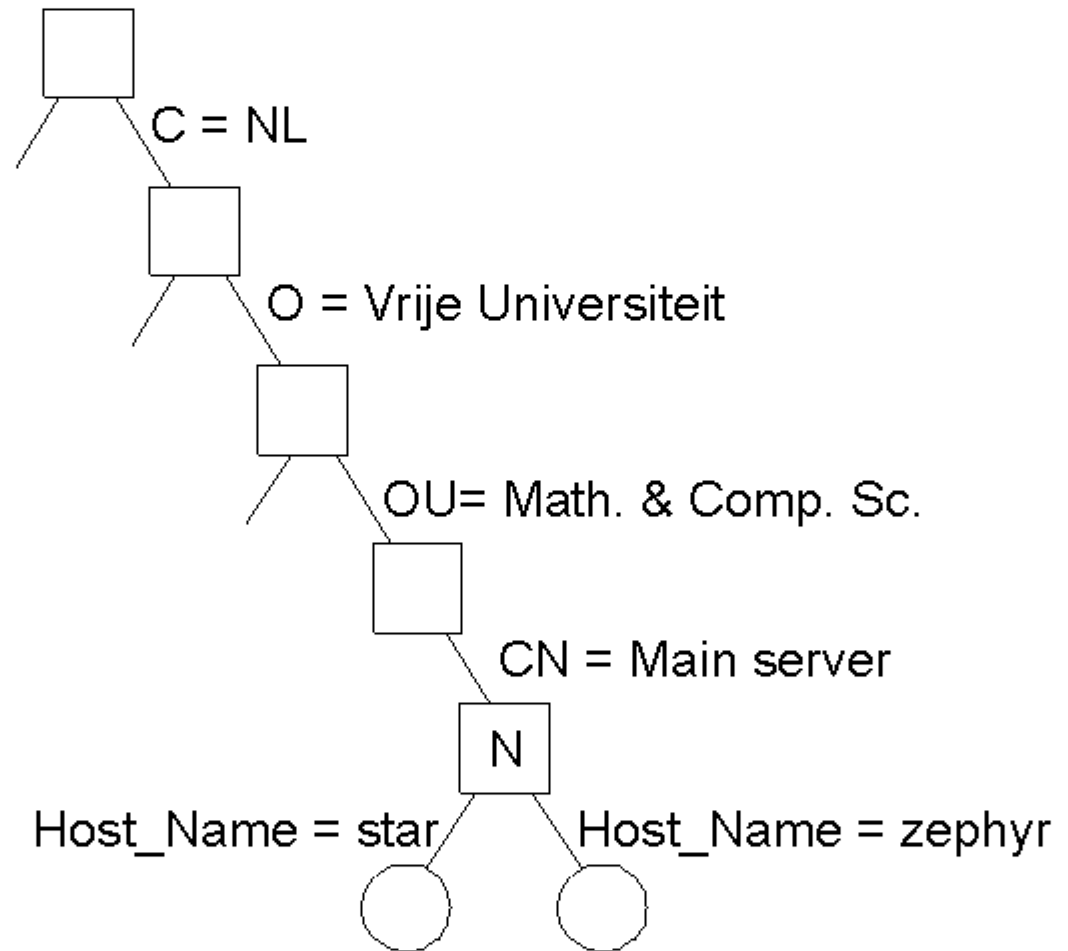 C = NL
O = Vrije Universiteit
OU= Math. & Comp. Sc.
CN = Main server
N
Host_Name = star
Host_Name = zephyr